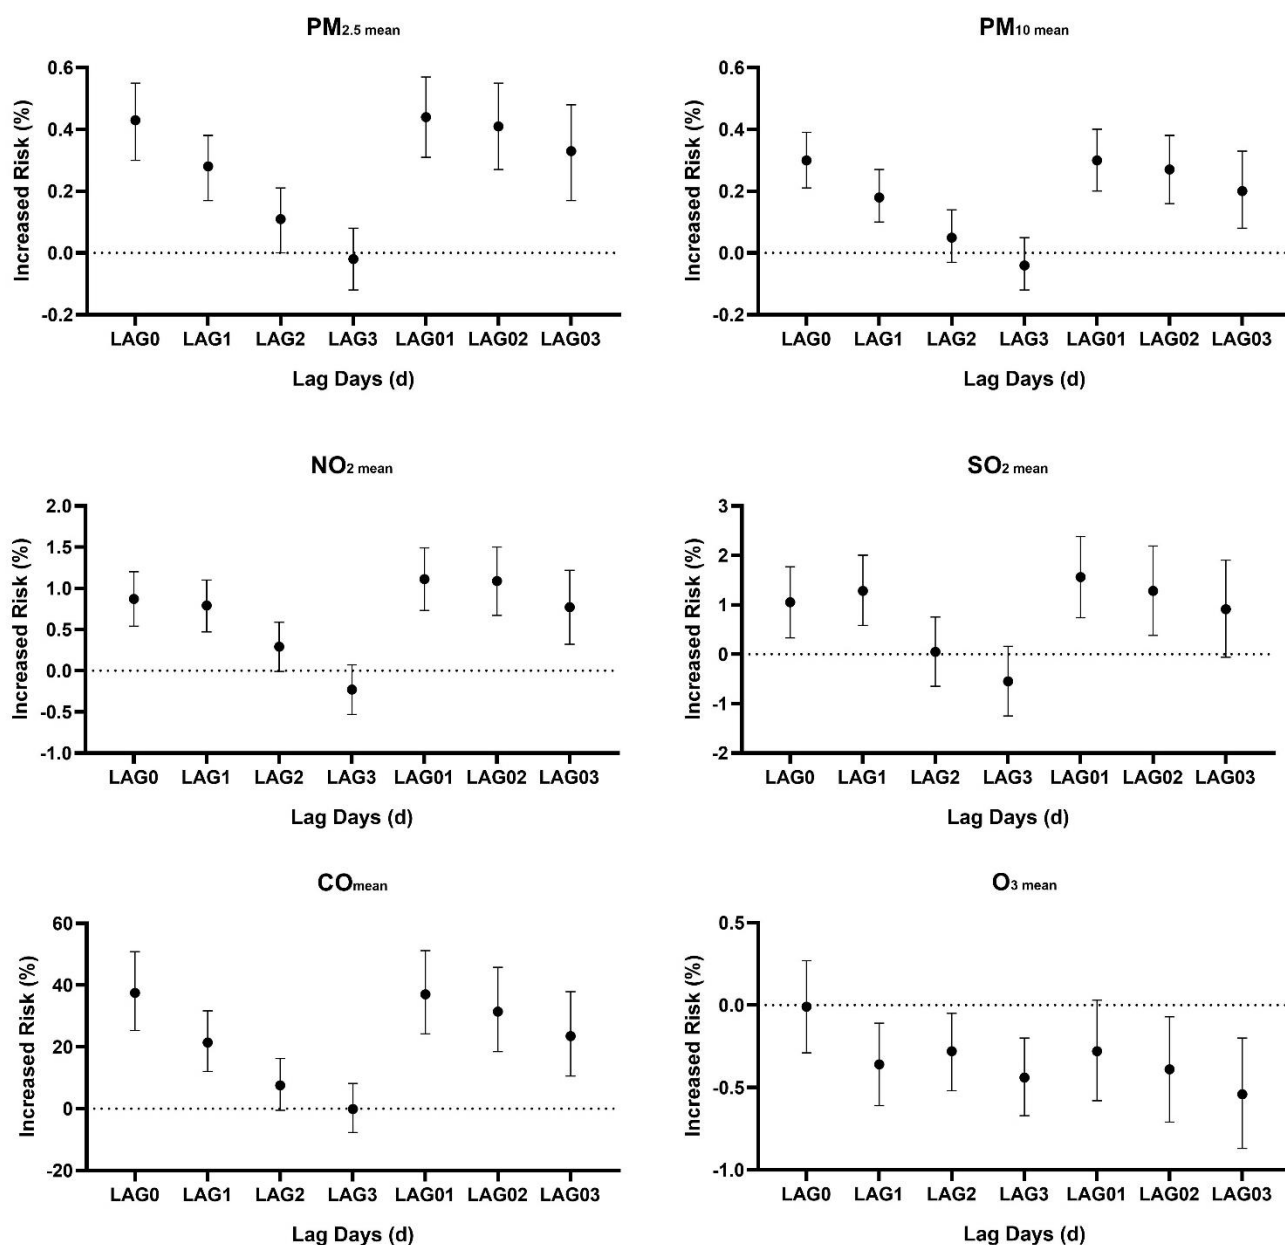 PM2.5 mean
Increased Risk (%)
0.6
0.4
0.2
0.0
-0.2
LAG0 LAG1 LAG2 LAG3 LAG01 LAG02 LAG03
Lag Days (d)
PM10 mean
Increased Risk (%)
0.6
0.4
0.2
0.0
-0.2
LAG0 LAG1 LAG2 LAG3 LAG01 LAG02 LAG03
Lag Days (d)
NO2 mean
Increased Risk (%)
2.0
1.5
1.0
0.5
0.0
-0.5
-1.0
LAG0 LAG1 LAG2 LAG3 LAG01 LAG02 LAG03
Lag Days (d)
SO2 mean
Increased Risk (%)
3
2
1
0
-1
-2
LAG0 LAG1 LAG2 LAG3 LAG01 LAG02 LAG03
Lag Days (d)
COmean
Increased Risk (%)
60
40
20
0
-20
LAG0 LAG1 LAG2 LAG3 LAG01 LAG02 LAG03
Lag Days (d)
O3 mean
Increased Risk (%)
0.5
0.0
-0.5
-1.0
LAG0 LAG1 LAG2 LAG3 LAG01 LAG02 LAG03
Lag Days (d)